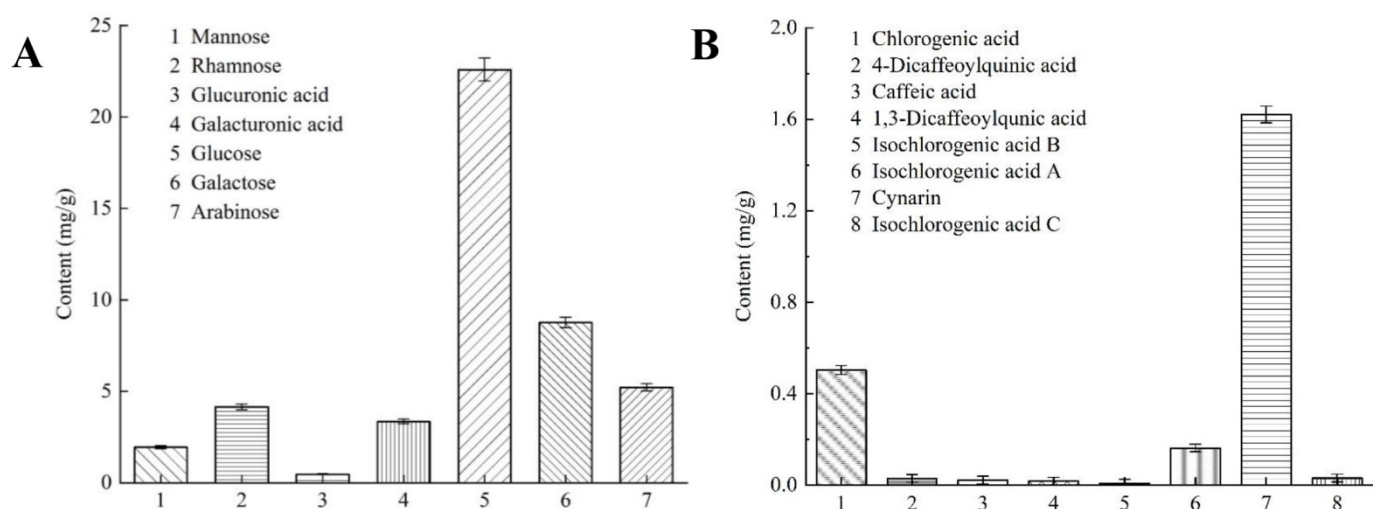 A
25
20
15
10
5
0
Content (mg/g)
1 Mannose
2 Rhamnose
3 Glucuronic acid
4 Galacturonic acid
5 Glucose
6 Galactose
7 Arabinose
1 2 3 4 5 6 7
B
2.0
1.6
1.2
0.8
0.4
0.0
Content (mg/g)
1 Chlorogenic acid
2 4-Dicaffeoylquinic acid
3 Caffeic acid
4 1,3-Dicaffeoylqunic acid
5 Isochlorogenic acid B
6 Isochlorogenic acid A
7 Cynarin
8 Isochlorogenic acid C
1 2 3 4 5 6 7 8